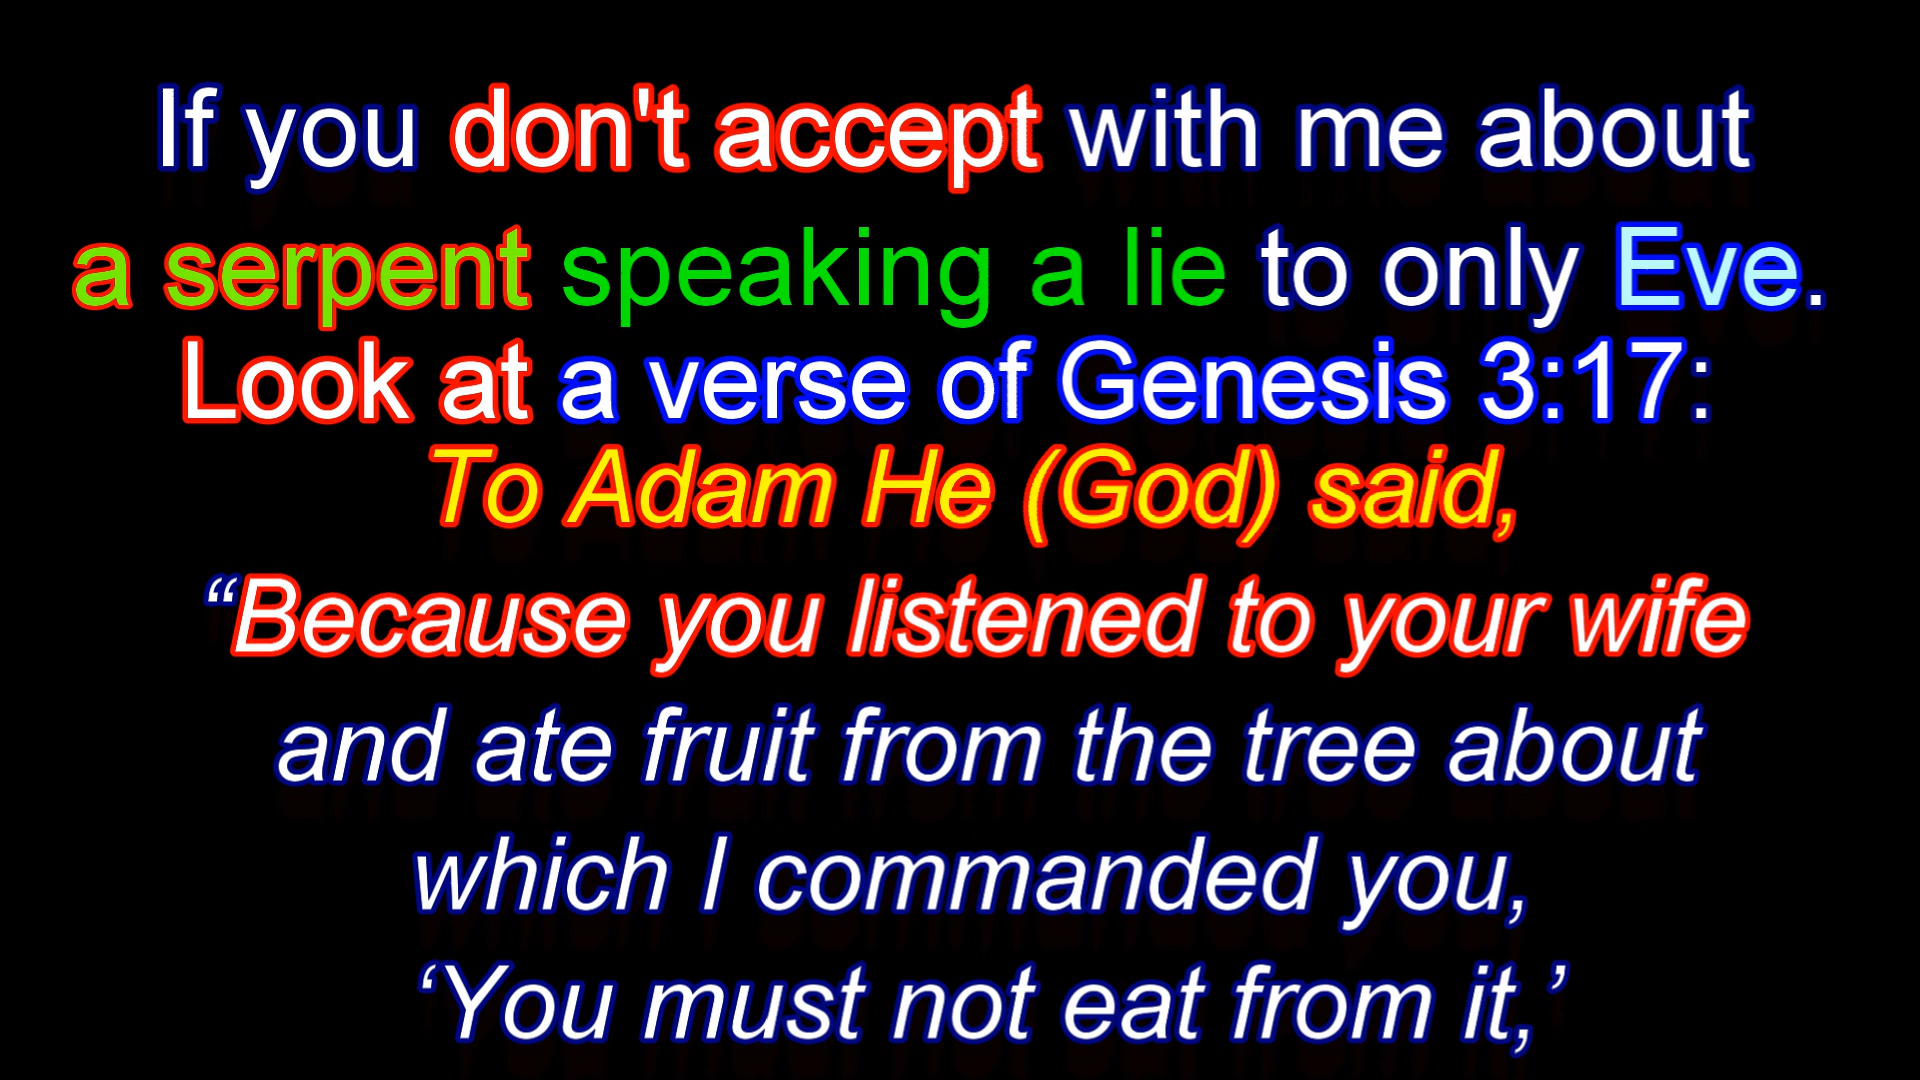 If you don't accept with me about
a serpent speaking a lie to only Eve.
Look at a verse of Genesis 3:17:
To Adam He (God) said,
“Because you listened to your wife
and ate fruit from the tree about
which I commanded you,
‘You must not eat from it,’